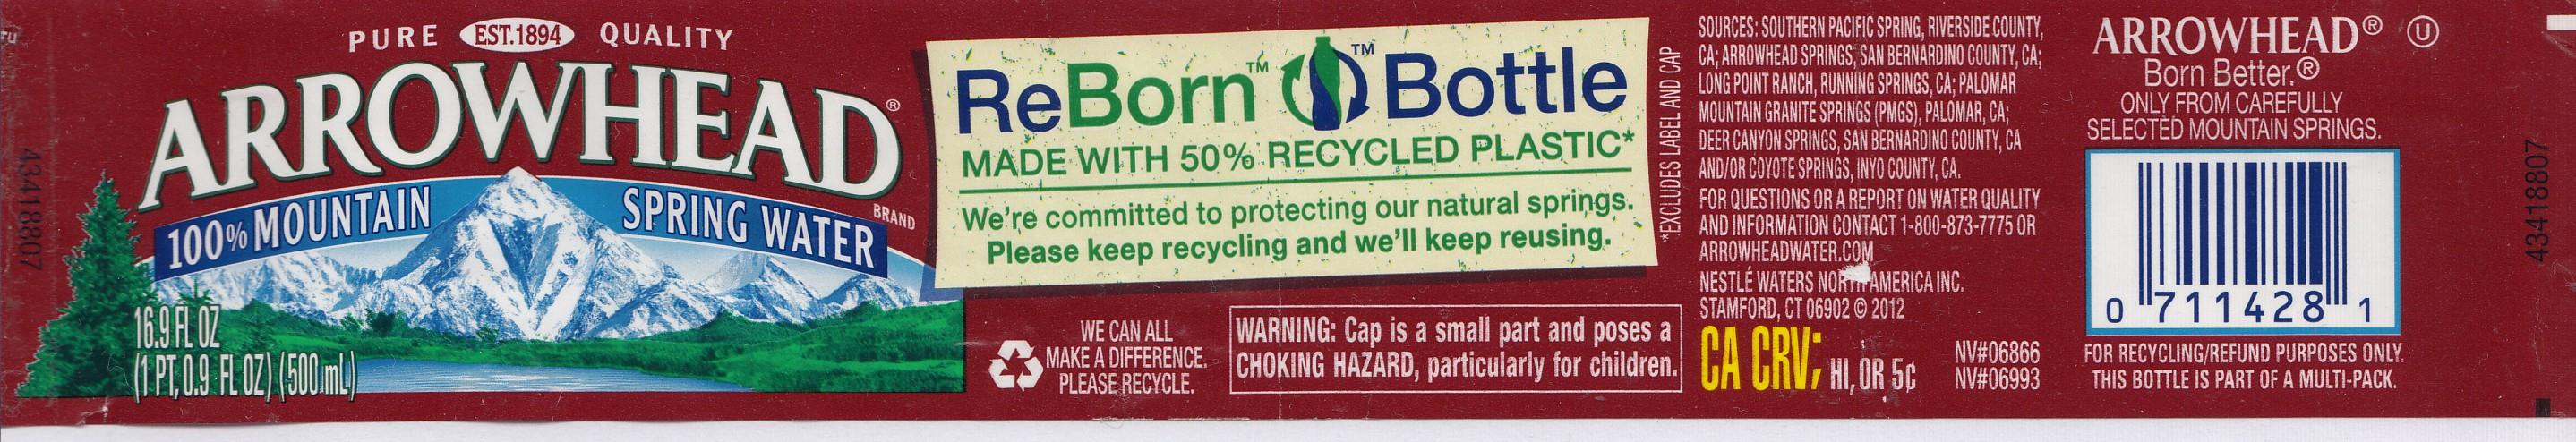 PURE EST.1894 QUALITY
ARROWHEAD®
BRAND
100% MOUNTAIN SPRING WATER
16.9 FL OZ
(1 PT, 0.9 FL OZ) (500 mL)
43418807
ReBorn™ ™ Bottle
MADE WITH 50% RECYCLED PLASTIC*
We're committed to protecting our natural springs.
Please keep recycling and we'll keep reusing.
*EXCLUDES LABEL AND CAP
WE CAN ALL
MAKE A DIFFERENCE.
PLEASE RECYCLE.
WARNING: Cap is a small part and poses a
CHOKING HAZARD, particularly for children.
SOURCES: SOUTHERN PACIFIC SPRING, RIVERSIDE COUNTY,
CA; ARROWHEAD SPRINGS, SAN BERNARDINO COUNTY, CA;
LONG POINT RANCH, RUNNING SPRINGS, CA; PALOMAR
MOUNTAIN GRANITE SPRINGS (PMGS), PALOMAR, CA;
DEER CANYON SPRINGS, SAN BERNARDINO COUNTY, CA
AND/OR COYOTE SPRINGS, INYO COUNTY, CA.
FOR QUESTIONS OR A REPORT ON WATER QUALITY
AND INFORMATION CONTACT 1-800-873-7775 OR
ARROWHEADWATER.COM
NESTLÉ WATERS NORTH AMERICA INC.
STAMFORD, CT 06902 © 2012
CA CRV; HI, OR 5¢
NV#06866
NV#06993
ARROWHEAD® U
Born Better.®
ONLY FROM CAREFULLY
SELECTED MOUNTAIN SPRINGS.
0 711428 1
FOR RECYCLING/REFUND PURPOSES ONLY.
THIS BOTTLE IS PART OF A MULTI-PACK.
43418807